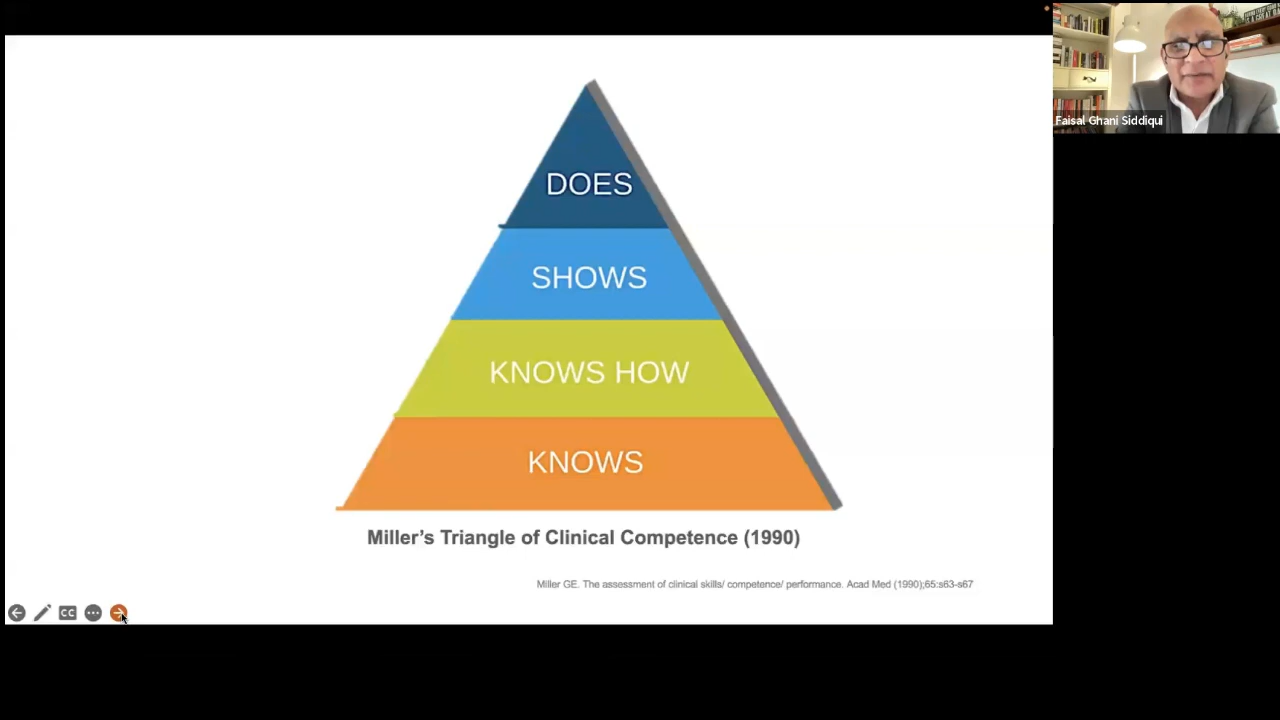 DOES
SHOWS
KNOWS HOW
KNOWS
Miller’s Triangle of Clinical Competence (1990)
Miller GE. The assessment of clinical skills/ competence/ performance. Acad Med (1990);65:s63-s67
CC
Faisal Ghani Siddiqui